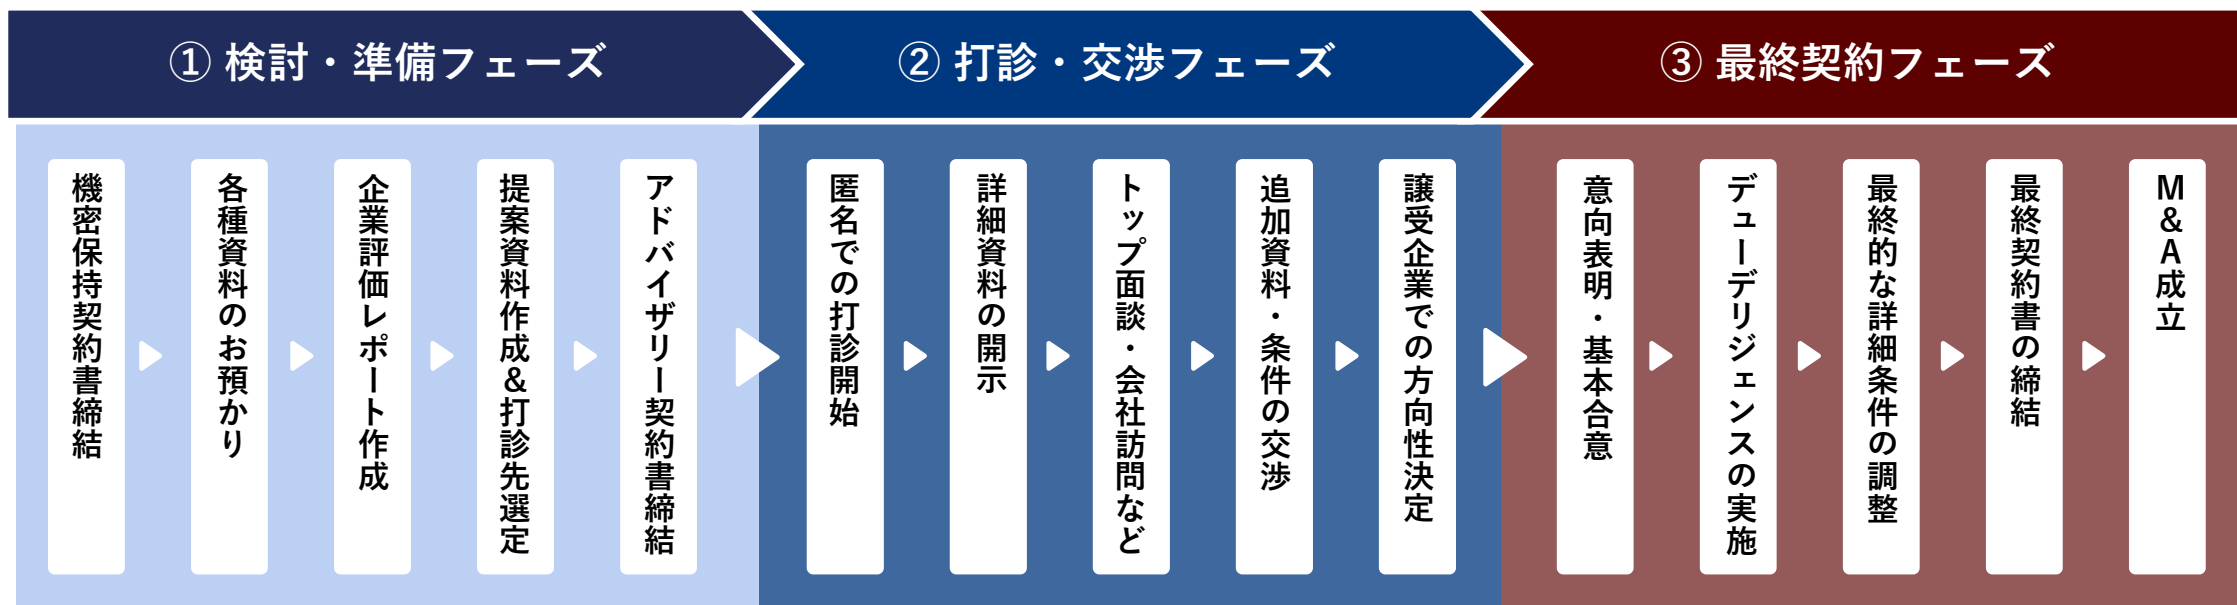 ① 検討・準備フェーズ
② 打診・交渉フェーズ
③ 最終契約フェーズ
機密保持契約書締結
各種資料のお預かり
企業評価レポート作成
提案資料作成&打診先選定
アドバイザリー契約書締結
匿名での打診開始
詳細資料の開示
トップ面談・会社訪問など
追加資料・条件の交渉
譲受企業での方向性決定
意向表明・基本合意
デューデリジェンスの実施
最終的な詳細条件の調整
最終契約書の締結
M&A成立